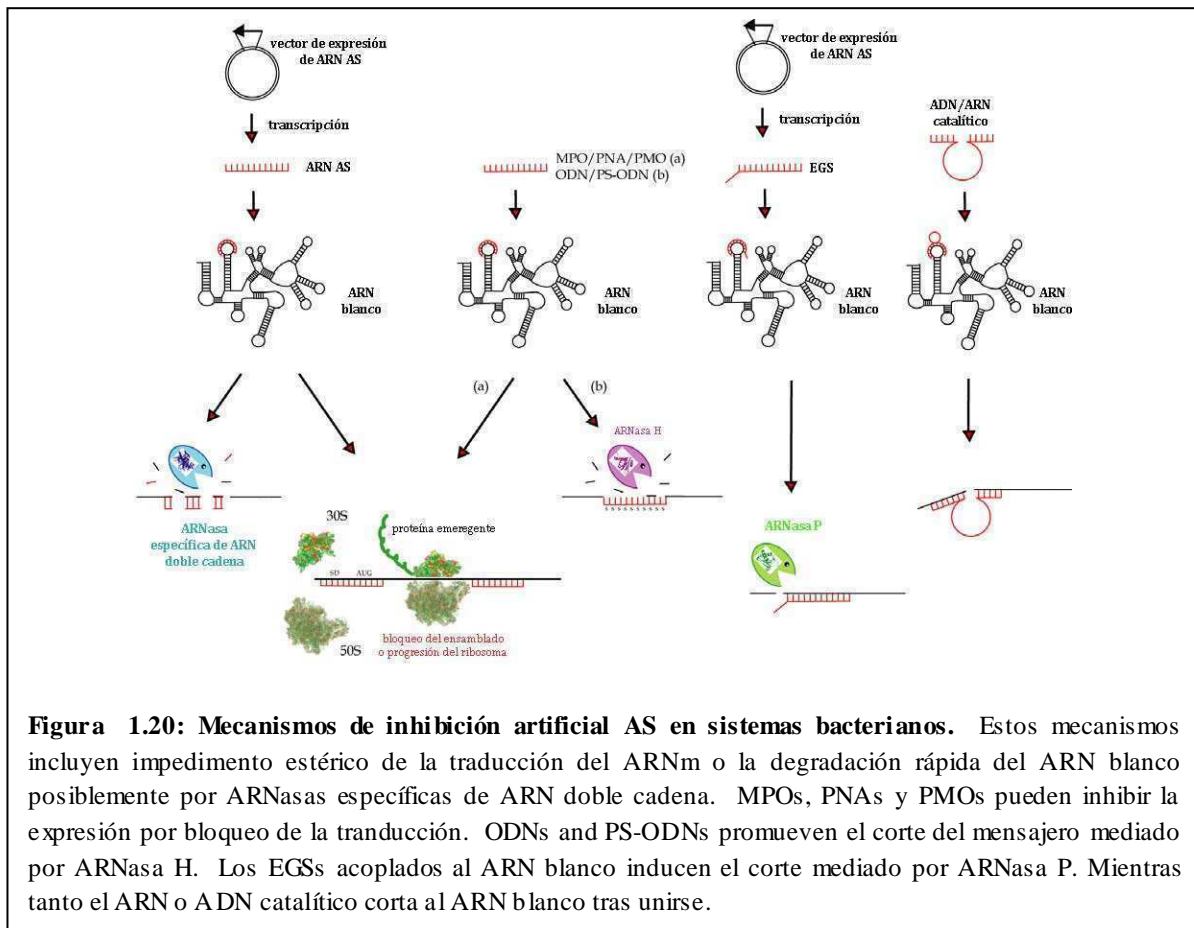 vector de expresión
de ARN AS
transcripción
ARN AS
ARN
blanco
MPO/PNA/PMO (a)
ODN/PS-ODN (b)
ARN
blanco
vector de expresión
de ARN AS
transcripción
EGS
ARN
blanco
ADN/ARN
catalítico
ARN
blanco
(a)
(b)
ARNasa
específica de ARN
doble cadena
30S
proteína emeregente
SD AUG
50S
bloqueo del ensamblado
o progresión del ribosoma
ARNasa H
s s s s s s s s s s
ARNasa P
Figura 1.20: Mecanismos de inhibición artificial AS en sistemas bacterianos. Estos mecanismos
incluyen impedimento estérico de la traducción del ARNm o la degradación rápida del ARN blanco
posiblemente por ARNasas específicas de ARN doble cadena. MPOs, PNAs y PMOs pueden inhibir la
expresión por bloqueo de la tranducción. ODNs and PS-ODNs promueven el corte del mensajero mediado
por ARNasa H. Los EGSs acoplados al ARN blanco inducen el corte mediado por ARNasa P. Mientras
tanto el ARN o ADN catalítico corta al ARN blanco tras unirse.